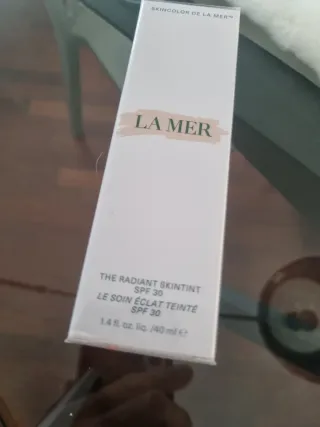 SKINCOLOR DE LA MER™
LA MER
THE RADIANT SKINTINT
SPF 30
LE SOIN ÉCLAT TEINTÉ
SPF 30
1.4 fl. oz. liq. /40 ml ℮